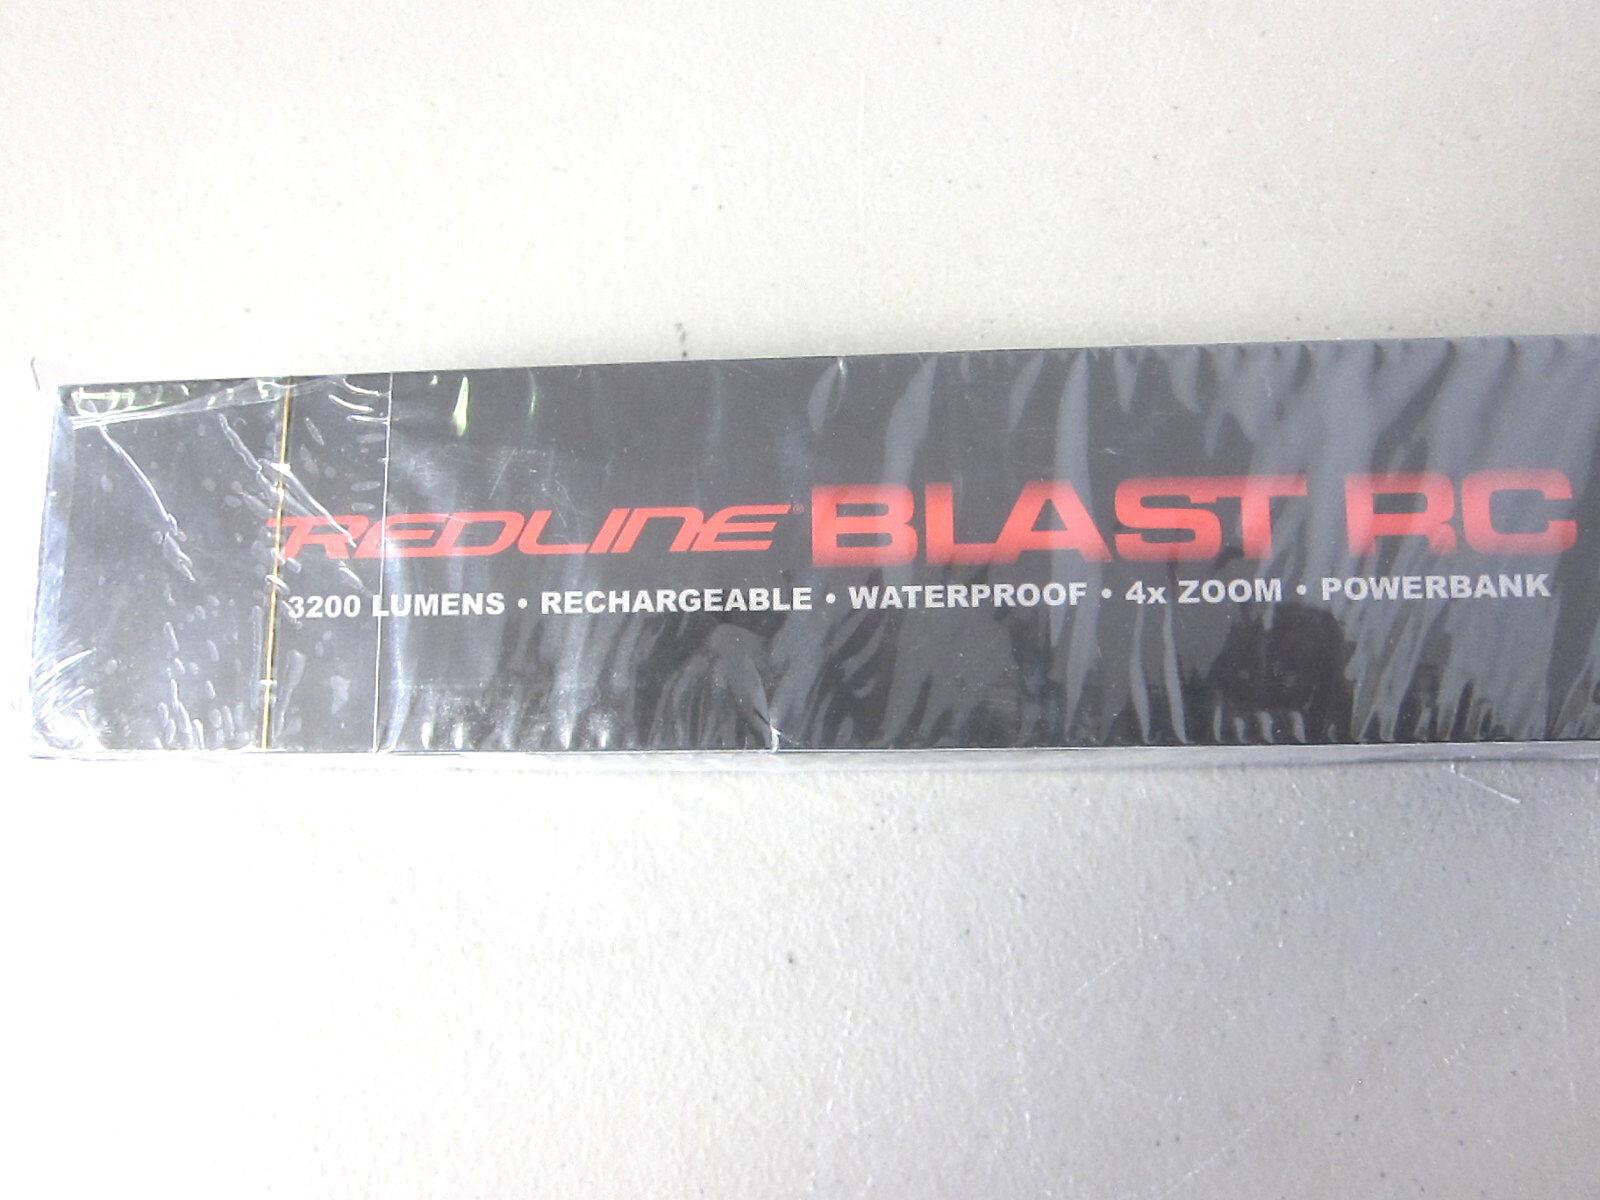 REDLINE® BLAST RC
3200 LUMENS • RECHARGEABLE • WATERPROOF • 4x ZOOM • POWERBANK